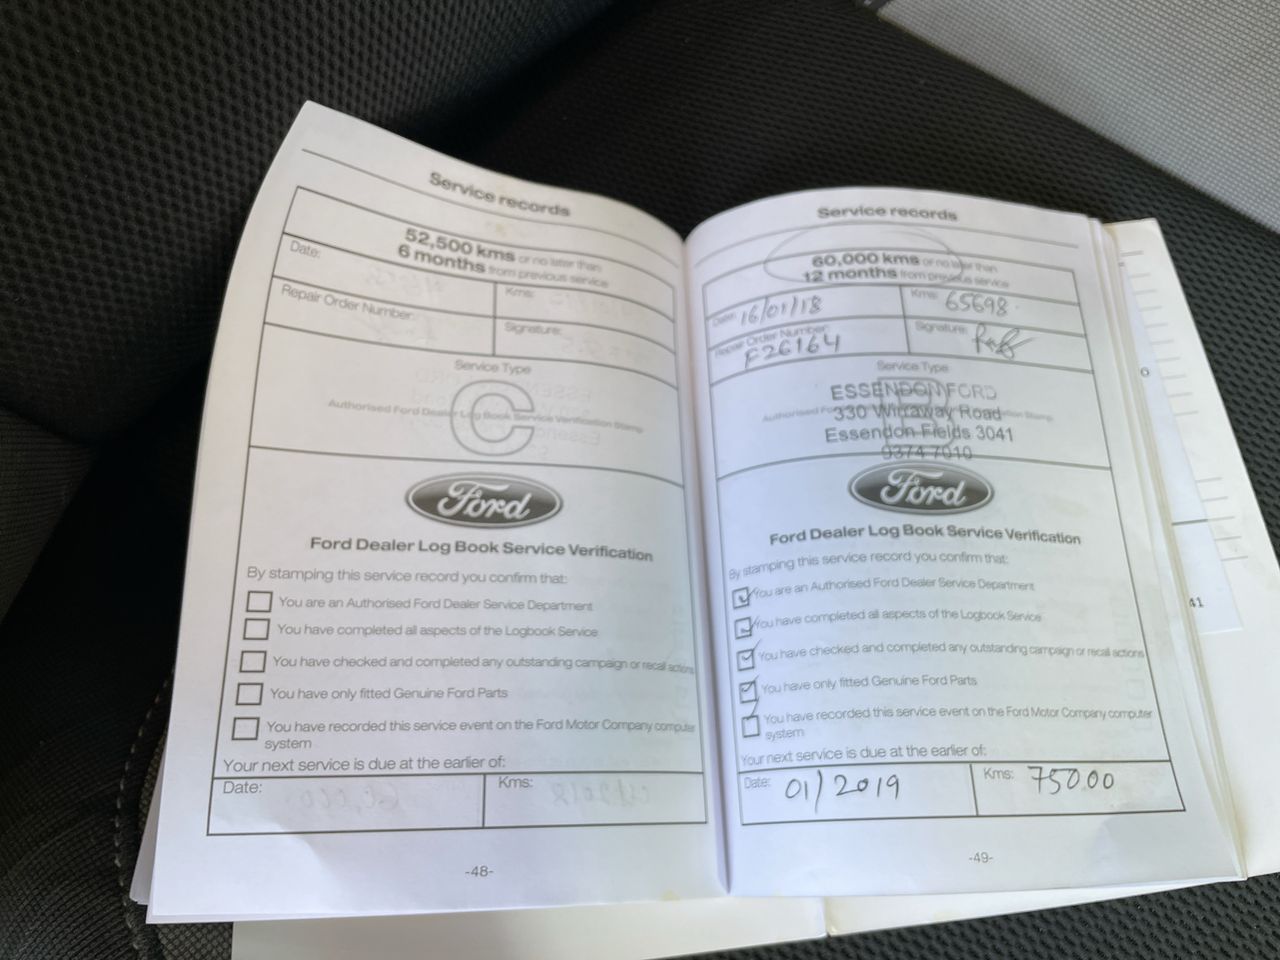 Service records
52,500 kms or no later than
6 months from previous service
Date:
Kms:
Repair Order Number:
Signature:
Service Type
C
Authorised Ford Dealer Log Book Service Verification Stamp
Ford
Ford Dealer Log Book Service Verification
By stamping this service record you confirm that:
You are an Authorised Ford Dealer Service Department
You have completed all aspects of the Logbook Service
You have checked and completed any outstanding campaign or recall actions
You have only fitted Genuine Ford Parts
You have recorded this service event on the Ford Motor Company computer
system
Your next service is due at the earlier of:
Date:
Kms:
-48-
Service records
60,000 kms or no later than
12 months from previous service
Date: 16/01/18
Kms: 65698
Repair Order Number:
F26164
Signature:
Service Type
ESSENDON FORD
330 Wirraway Road
Essendon Fields 3041
9374 7010
Ford
Ford Dealer Log Book Service Verification
By stamping this service record you confirm that:
You are an Authorised Ford Dealer Service Department
You have completed all aspects of the Logbook Service
You have checked and completed any outstanding campaign or recall actions
You have only fitted Genuine Ford Parts
You have recorded this service event on the Ford Motor Company computer
system
Your next service is due at the earlier of:
Date: 01/2019
Kms: 75000
-49-
41